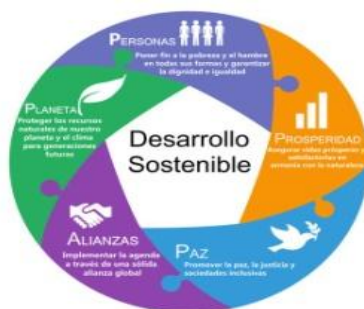 PERSONAS
Poner fin a la pobreza y el hambre
en todas sus formas y garantizar
la dignidad e igualdad
PLANETA
Proteger los recursos
naturales de nuestro
planeta y el clima
para generaciones
futuras
Desarrollo
Sostenible
PROSPERIDAD
Asegurar vidas prósperas y
satisfactorias en
armonía con la naturaleza
ALIANZAS
Implementar la agenda
a través de una sólida
alianza global
PAZ
Promover la paz, la justicia y
sociedades inclusivas